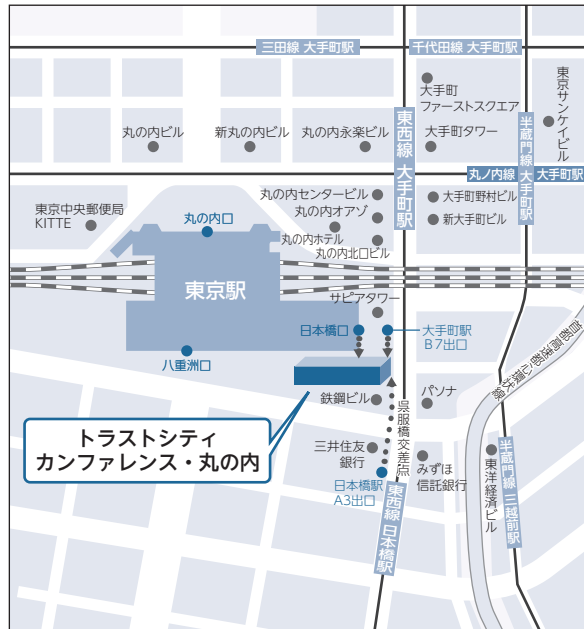 三田線 大手町駅
千代田線 大手町駅
大手町
ファーストスクエア
東京サンケイビル
丸の内ビル
新丸の内ビル
丸の内永楽ビル
大手町タワー
東西線 大手町駅
半蔵門線 大手町駅
丸ノ内線
大手町駅
丸の内センタービル
大手町野村ビル
東京中央郵便局
KITTE
丸の内口
丸の内オアゾ
新大手町ビル
丸の内ホテル
丸の内北口ビル
東京駅
サピアタワー
日本橋口
大手町駅
B7出口
首都高速都心環状線
八重洲口
鉄鋼ビル
パソナ
呉服橋交差点
トラストシティ
カンファレンス・丸の内
三井住友
銀行
みずほ
信託銀行
東洋経済ビル
半蔵門線 三越前駅
日本橋駅
A3出口
東西線 日本橋駅